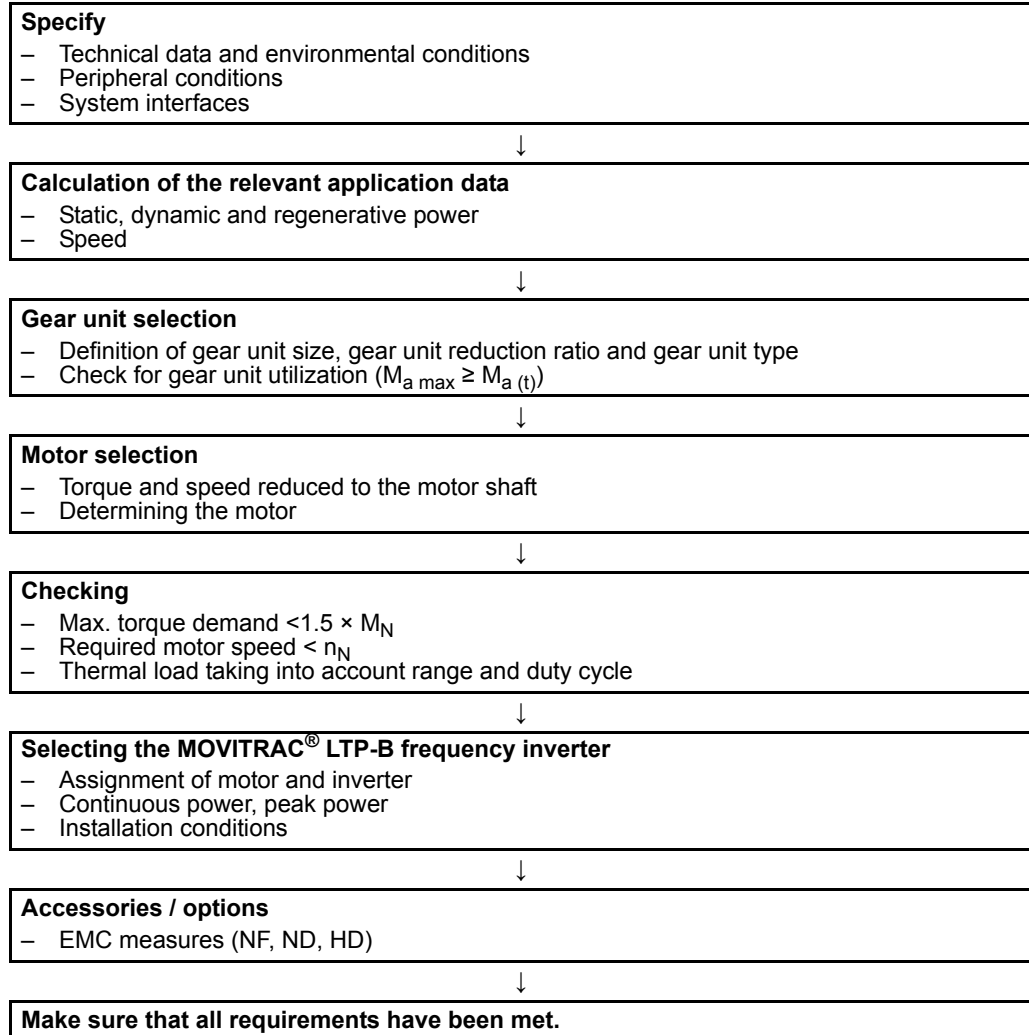 Specify
– Technical data and environmental conditions
– Peripheral conditions
– System interfaces
↓
Calculation of the relevant application data
– Static, dynamic and regenerative power
– Speed
↓
Gear unit selection
– Definition of gear unit size, gear unit reduction ratio and gear unit type
– Check for gear unit utilization (Ma max ≥ Ma (t))
↓
Motor selection
– Torque and speed reduced to the motor shaft
– Determining the motor
↓
Checking
– Max. torque demand <1.5 × MN
– Required motor speed < nN
– Thermal load taking into account range and duty cycle
↓
Selecting the MOVITRAC® LTP-B frequency inverter
– Assignment of motor and inverter
– Continuous power, peak power
– Installation conditions
↓
Accessories / options
– EMC measures (NF, ND, HD)
↓
Make sure that all requirements have been met.